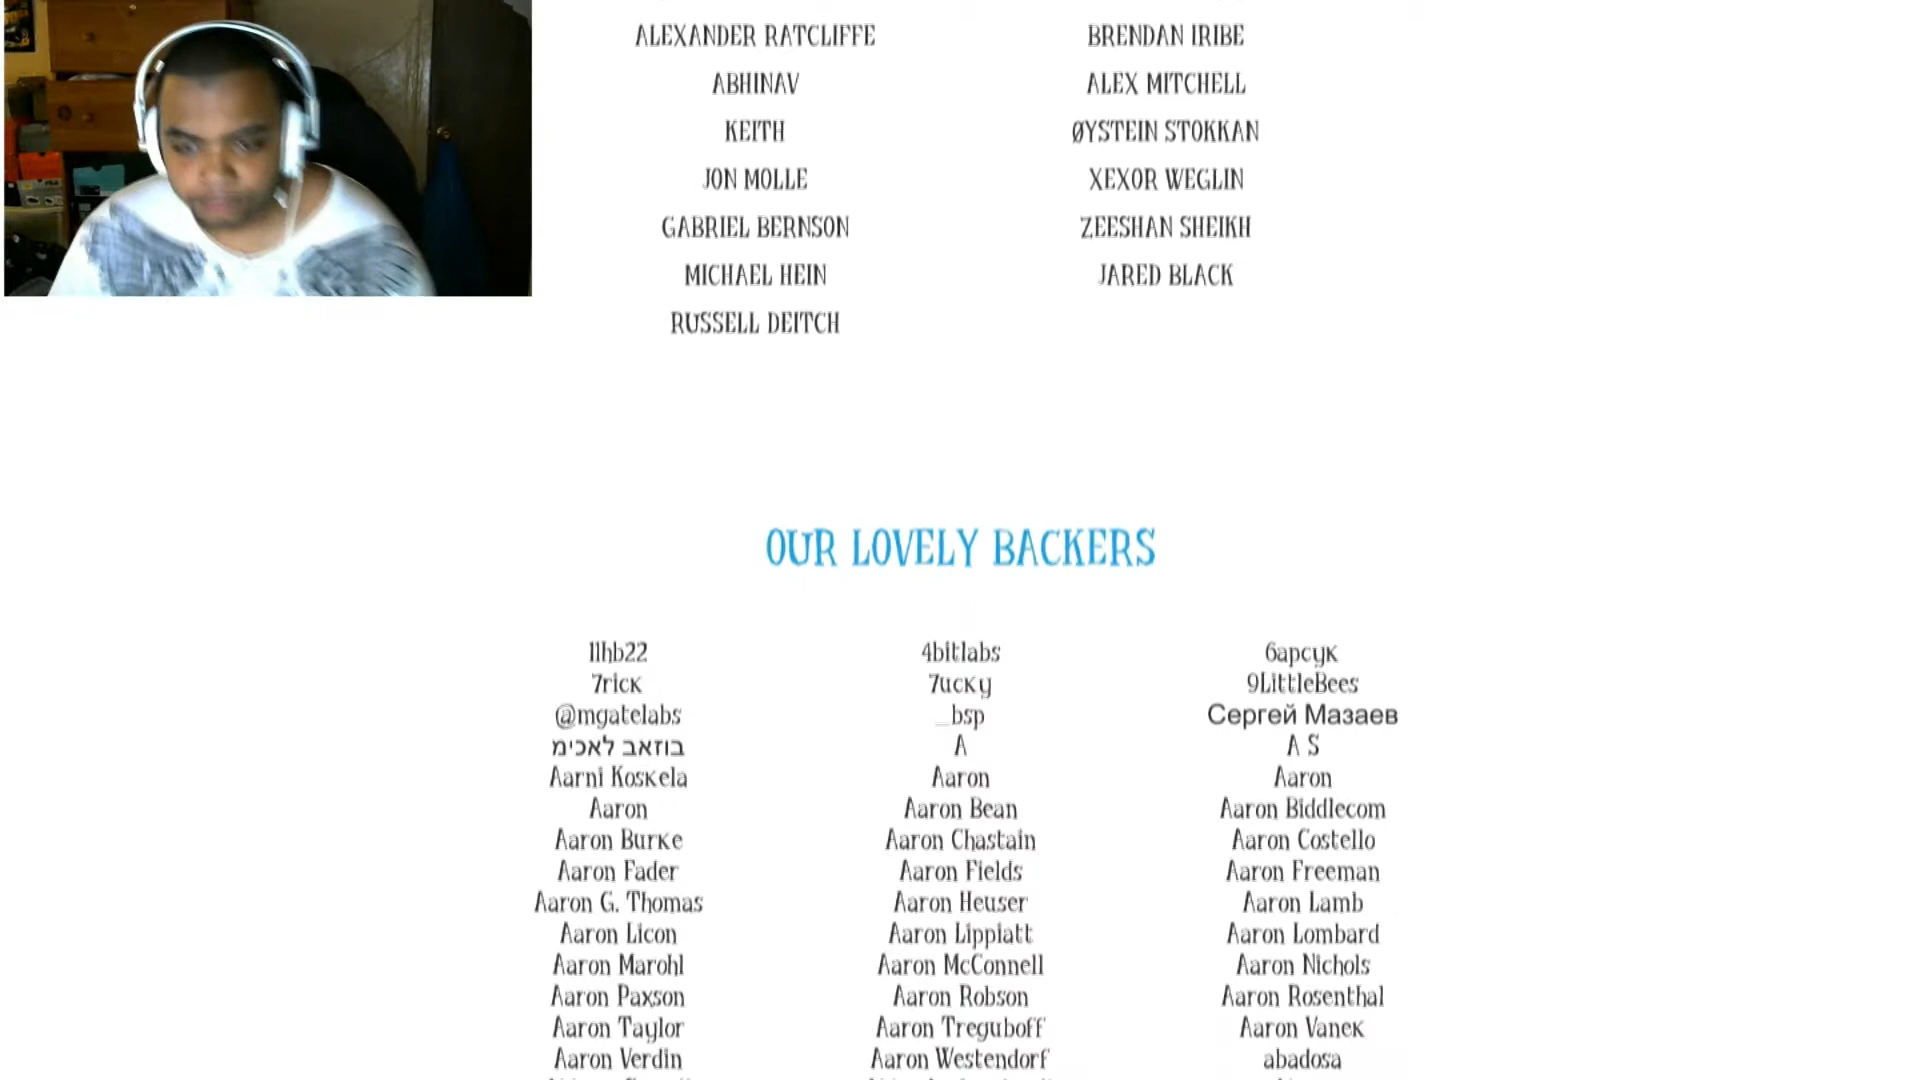 ALEXANDER RATCLIFFE BRENDAN IRIBE
ABHINAV ALEX MITCHELL
KEITH ØYSTEIN STOKKAN
JON MOLLE XEXOR WEGLIN
GABRIEL BERNSON ZEESHAN SHEIKH
MICHAEL HEIN JARED BLACK
RUSSELL DEITCH
OUR LOVELY BACKERS
11hb22 4bitlabs 6apcyк
7rick 7ucky 9LittleBees
@mgatelabs _bsp Сергей Мазаев
בוזאב לאכימ A A S
Aarni Koskela Aaron Aaron
Aaron Aaron Bean Aaron Biddlecom
Aaron Burke Aaron Chastain Aaron Costello
Aaron Fader Aaron Fields Aaron Freeman
Aaron G. Thomas Aaron Heuser Aaron Lamb
Aaron Licon Aaron Lippiatt Aaron Lombard
Aaron Marohl Aaron McConnell Aaron Nichols
Aaron Paxson Aaron Robson Aaron Rosenthal
Aaron Taylor Aaron Treguboff Aaron Vanek
Aaron Verdin Aaron Westendorf abadosa